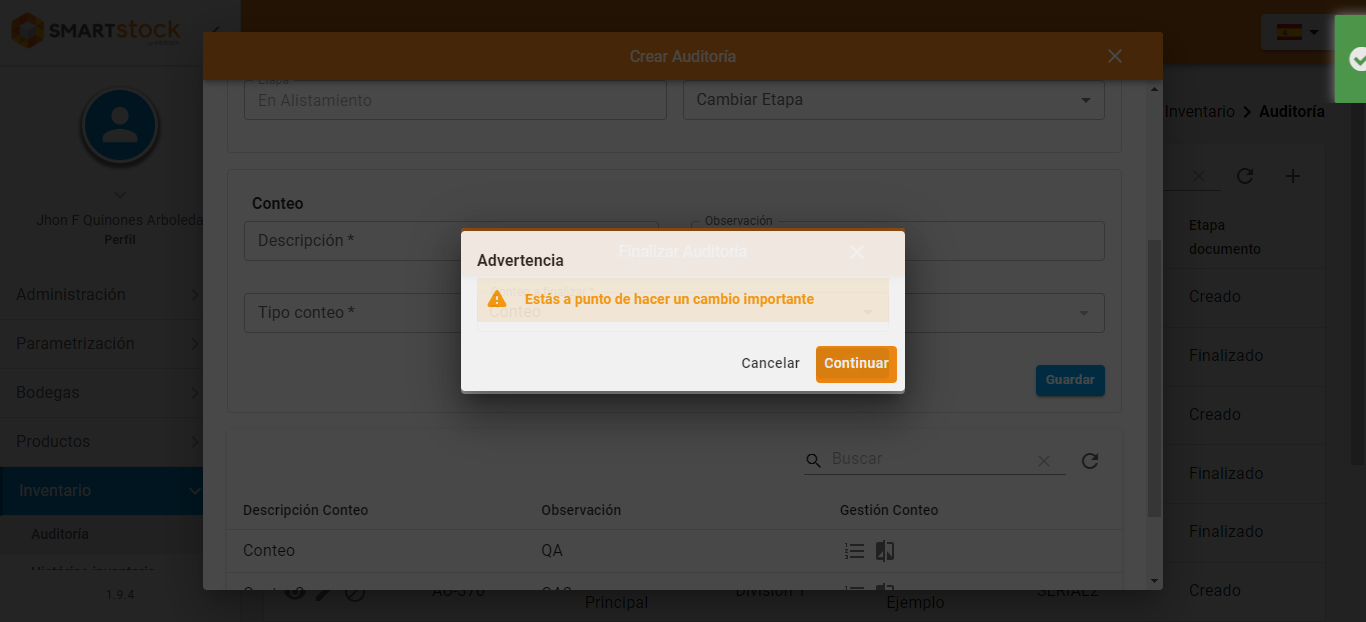 SMARTstock
Crear Auditoría
Etapa
En Alistamiento
Cambiar Etapa
Inventario > Auditoría
Jhon F Quinones Arboleda
Perfil
Conteo
Descripción *
Observación
Etapa
documento
Finalizar Auditoría
Advertencia
Estás a punto de hacer un cambio importante
Conteo
Administración
Creado
Tipo conteo *
Parametrización
Finalizado
Cancelar
Continuar
Bodegas
Guardar
Creado
Productos
Buscar
Finalizado
Inventario
Descripción Conteo
Observación
Gestión Conteo
Auditoría
Finalizado
Conteo
QA
1.9.4
Principal
División 1
Ejemplo
Creado